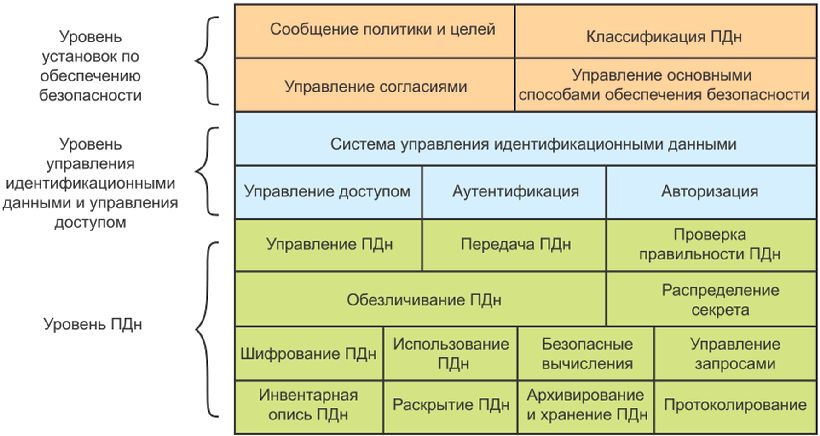 Уровень
установок по
обеспечению
безопасности
Сообщение политики и целей
Классификация ПДн
Управление согласиями
Управление основными
способами обеспечения безопасности
Уровень
управления
идентификационными
данными и управления
доступом
Система управления идентификационными данными
Управление доступом
Аутентификация
Авторизация
Уровень ПДн
Управление ПДн
Передача ПДн
Проверка
правильности ПДн
Обезличивание ПДн
Распределение
секрета
Шифрование ПДн
Использование
ПДн
Безопасные
вычисления
Управление
запросами
Инвентарная
опись ПДн
Раскрытие ПДн
Архивирование
и хранение ПДн
Протоколирование